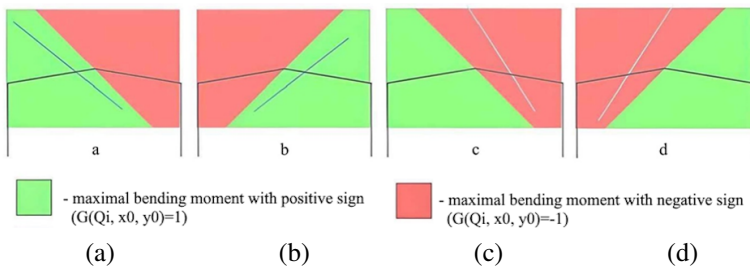 a b c d
- maximal bending moment with positive sign - maximal bending moment with negative sign
(G(Qi, x0, y0)=1) (G(Qi, x0, y0)=-1)
(a) (b) (c) (d)